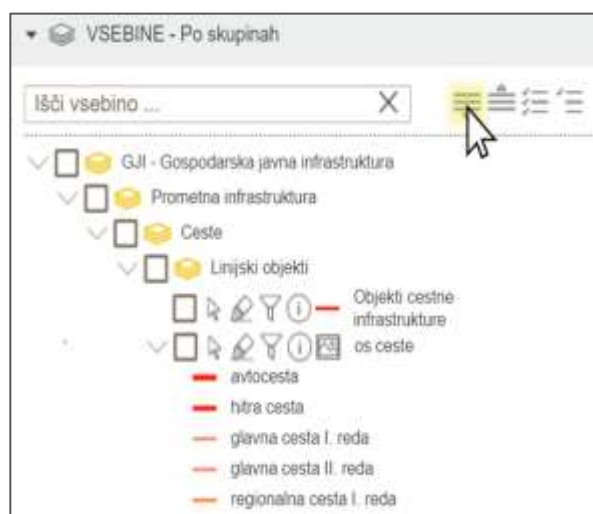 VSEBINE - Po skupinah
Išči vsebino ...
GJI - Gospodarska javna infrastruktura
Prometna infrastruktura
Ceste
Linijski objekti
Objekti cestne
infrastrukture
os ceste
avtocesta
hitra cesta
glavna cesta I. reda
glavna cesta II. reda
regionalna cesta I. reda